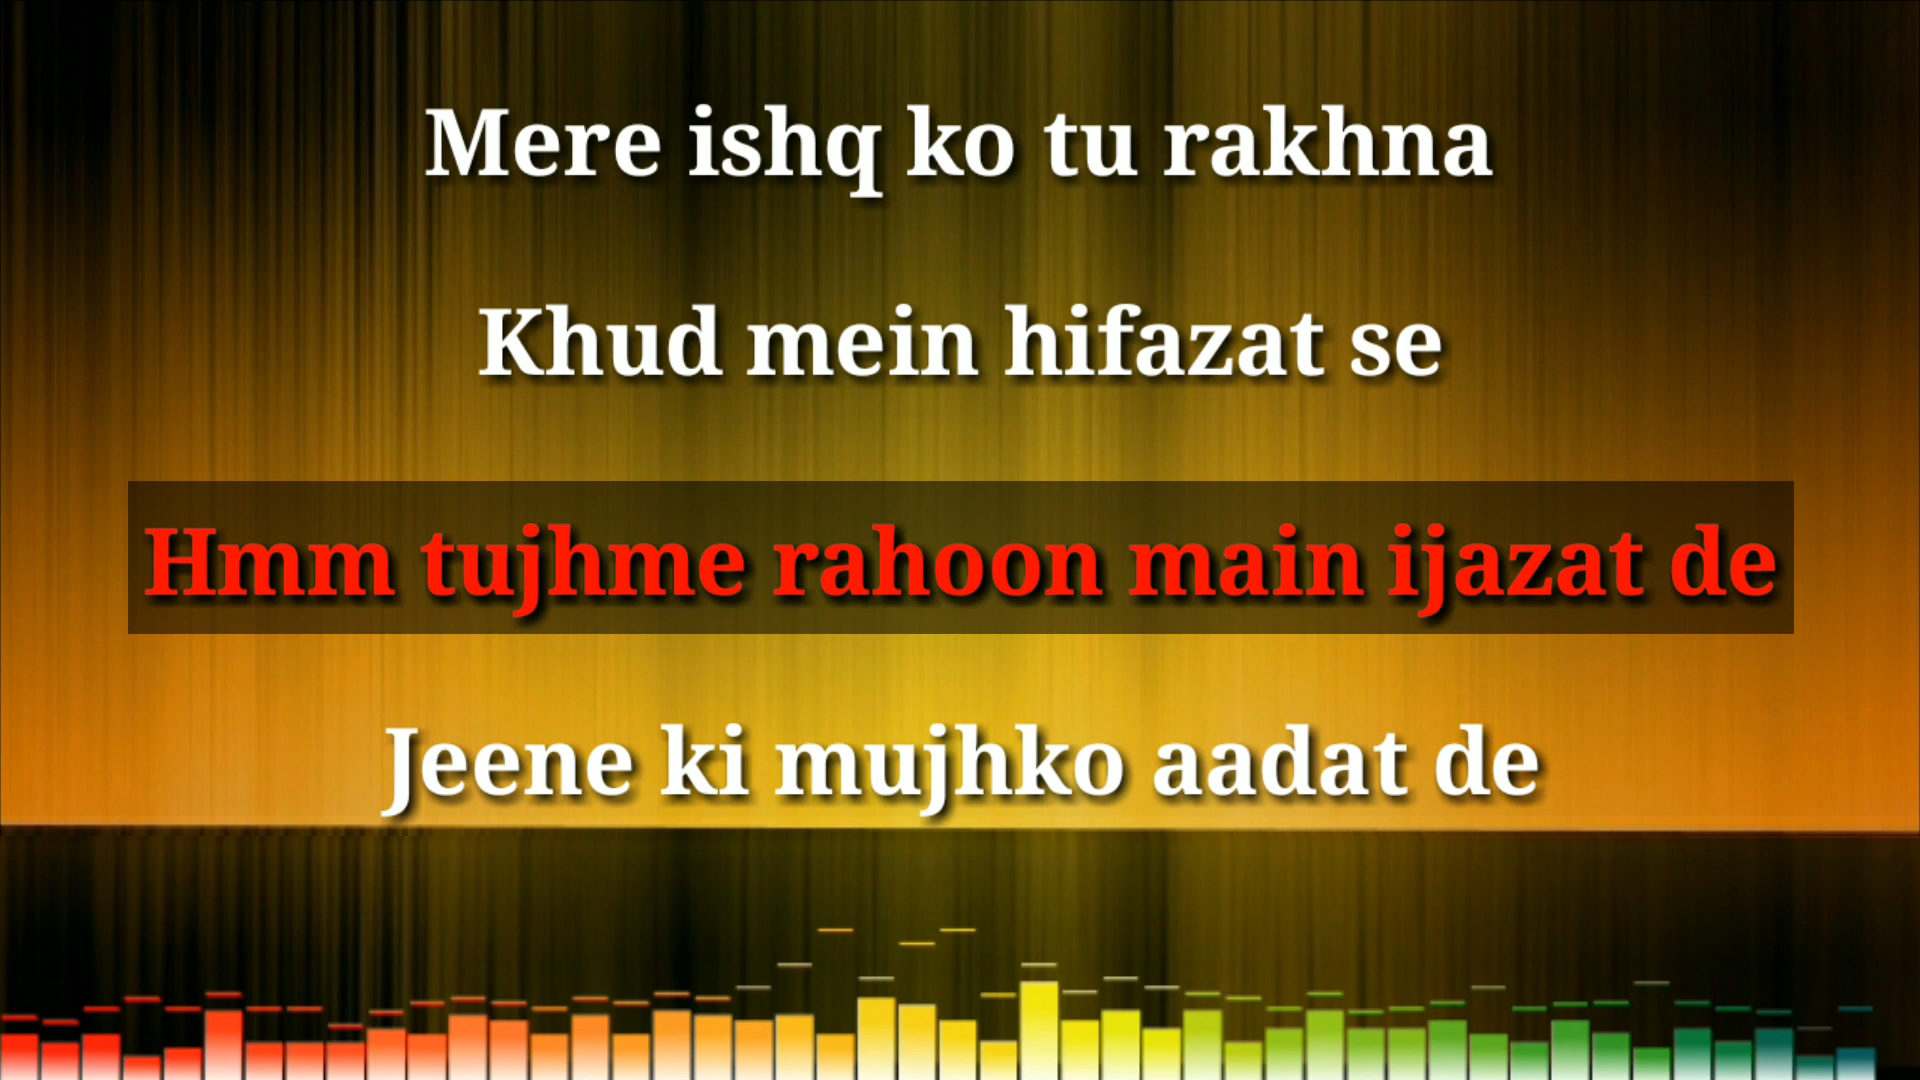 Mere ishq ko tu rakhna
Khud mein hifazat se
Hmm tujhme rahoon main ijazat de
Jeene ki mujhko aadat de